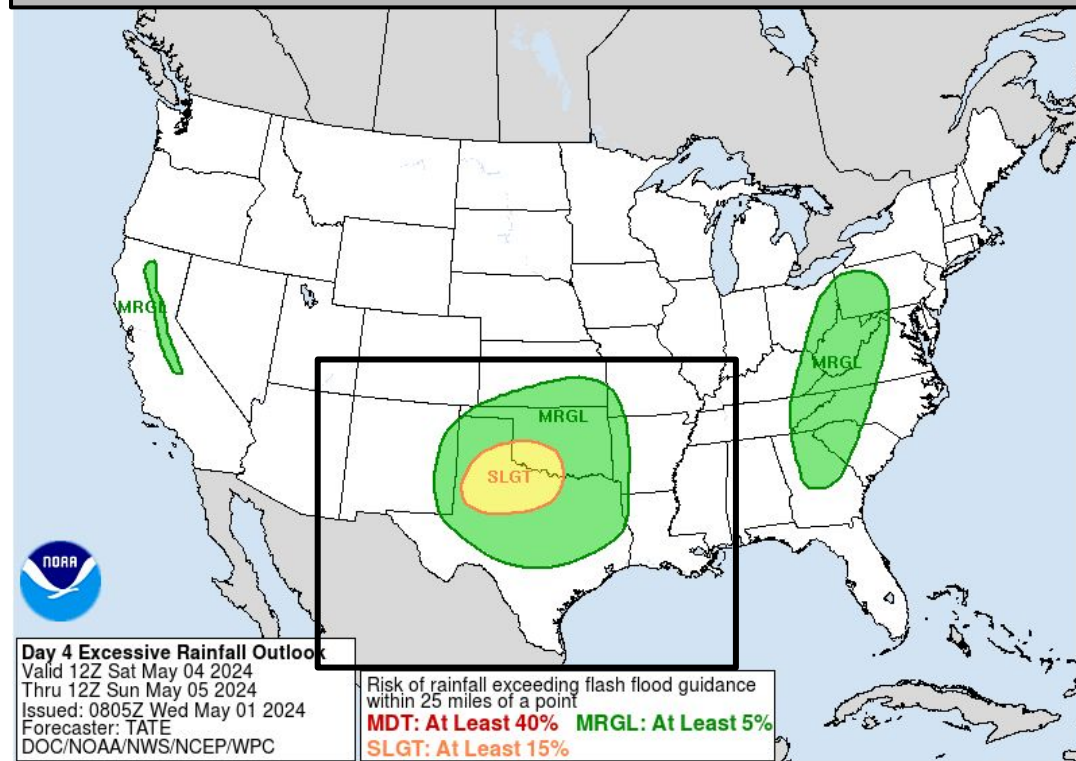 MRGL
MRGL
MRGL
SLGT
NOAA
Day 4 Excessive Rainfall Outlook
Valid 12Z Sat May 04 2024
Thru 12Z Sun May 05 2024
Issued: 0805Z Wed May 01 2024
Forecaster: TATE
DOC/NOAA/NWS/NCEP/WPC
Risk of rainfall exceeding flash flood guidance
within 25 miles of a point
MDT: At Least 40% MRGL: At Least 5%
SLGT: At Least 15%